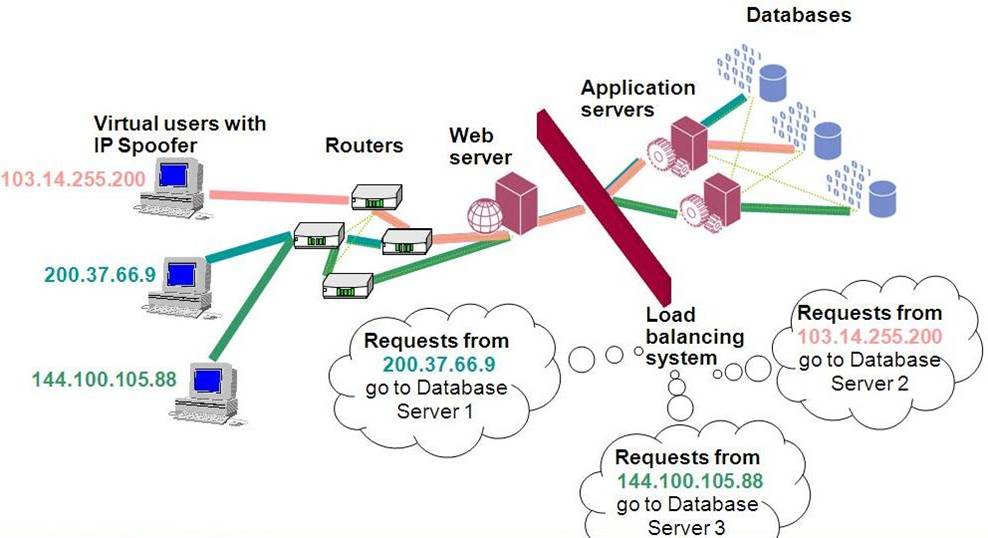 Databases
Application
servers
Virtual users with
IP Spoofer
Routers
Web
server
103.14.255.200
200.37.66.9
144.100.105.88
Load
balancing
system
Requests from
200.37.66.9
go to Database
Server 1
Requests from
103.14.255.200
go to Database
Server 2
Requests from
144.100.105.88
go to Database
Server 3